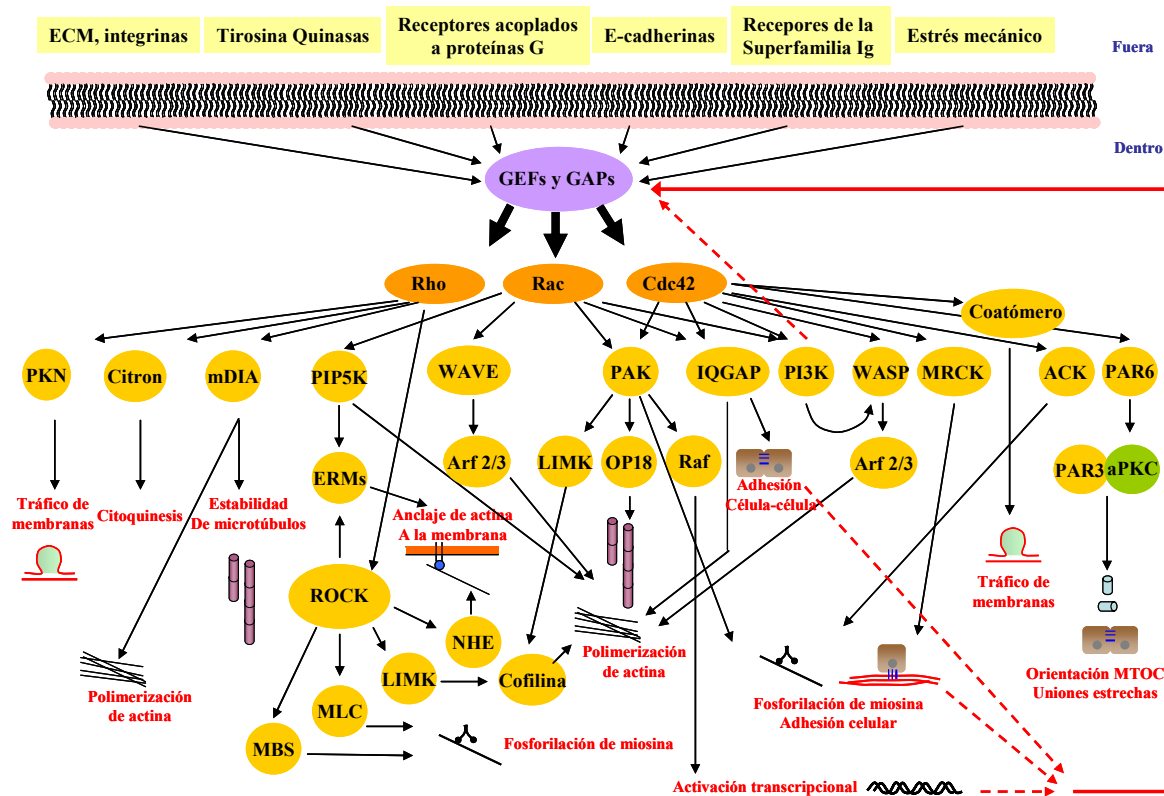 ECM, integrinas
Tirosina Quinasas
Receptores acoplados
a proteínas G
E-cadherinas
Recepores de la
Superfamilia Ig
Estrés mecánico
Fuera
Dentro
GEFs y GAPs
Rho
Rac
Cdc42
Coatómero
PKN
Citron
mDIA
PIP5K
WAVE
PAK
IQGAP
PI3K
WASP
MRCK
ACK
PAR6
ERMs
Arf 2/3
LIMK
OP18
Raf
Adhesión
Célula-célula
Arf 2/3
PAR3
aPKC
Tráfico de
membranas
Citoquinesis
Estabilidad
De microtúbulos
Anclaje de actina
A la membrana
ROCK
NHE
LIMK
Cofilina
Polimerización
de actina
Tráfico de
membranas
Orientación MTOC
Uniones estrechas
Polimerización
de actina
MLC
MBS
Fosforilación de miosina
Fosforilación de miosina
Adhesión celular
Activación transcripcional